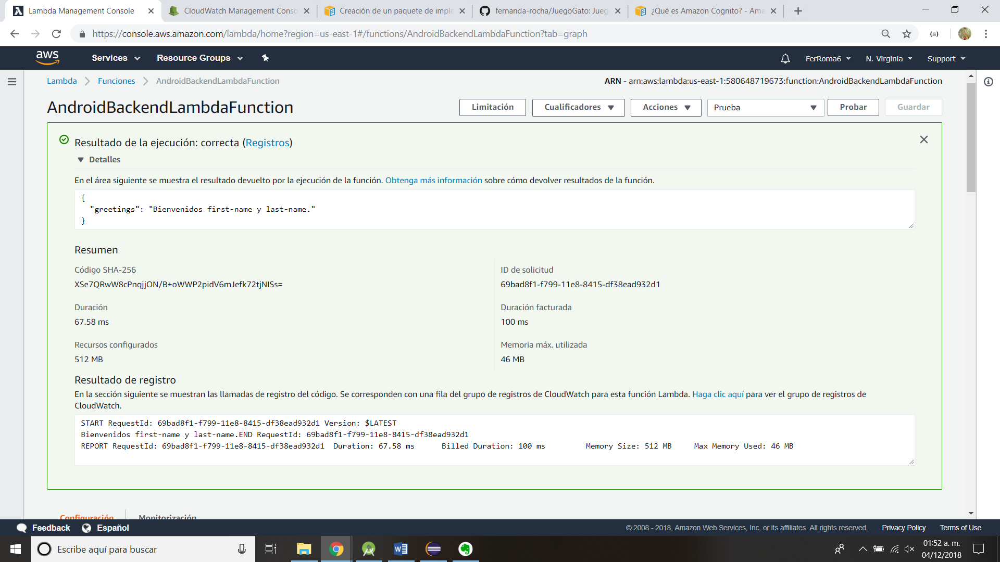 Lambda Management Console
CloudWatch Management Conso
Creación de un paquete de imple
fernanda-rocha/JuegoGato: Jueg
¿Qué es Amazon Cognito? - Ama
https://console.aws.amazon.com/lambda/home?region=us-east-1#/functions/AndroidBackendLambdaFunction?tab=graph
aws Services Resource Groups FerRoma6 N. Virginia Support
Lambda Funciones AndroidBackendLambdaFunction
ARN - arn:aws:lambda:us-east-1:580648719673:function:AndroidBackendLambdaFunction
AndroidBackendLambdaFunction
Limitación Cualificadores Acciones Prueba Probar Guardar
Resultado de la ejecución: correcta (Registros)
Detalles
En el área siguiente se muestra el resultado devuelto por la ejecución de la función. Obtenga más información sobre cómo devolver resultados de la función.
{
"greetings": "Bienvenidos first-name y last-name."
}
Resumen
Código SHA-256
XSe7QRwW8cPnqjjON/B+oWWP2pidV6mJefk72tjNISs=
ID de solicitud
69bad8f1-f799-11e8-8415-df38ead932d1
Duración
67.58 ms
Duración facturada
100 ms
Recursos configurados
512 MB
Memoria máx. utilizada
46 MB
Resultado de registro
En la sección siguiente se muestran las llamadas de registro del código. Se corresponden con una fila del grupo de registros de CloudWatch para esta función Lambda. Haga clic aquí para ver el grupo de registros de
CloudWatch.
START RequestId: 69bad8f1-f799-11e8-8415-df38ead932d1 Version: $LATEST
Bienvenidos first-name y last-name.END RequestId: 69bad8f1-f799-11e8-8415-df38ead932d1
REPORT RequestId: 69bad8f1-f799-11e8-8415-df38ead932d1 Duration: 67.58 ms Billed Duration: 100 ms Memory Size: 512 MB Max Memory Used: 46 MB
Configuración Monitorización
Feedback Español
© 2008 - 2018, Amazon Web Services, Inc. or its affiliates. All rights reserved. Privacy Policy Terms of Use
Escribe aquí para buscar
01:52 a. m.
04/12/2018